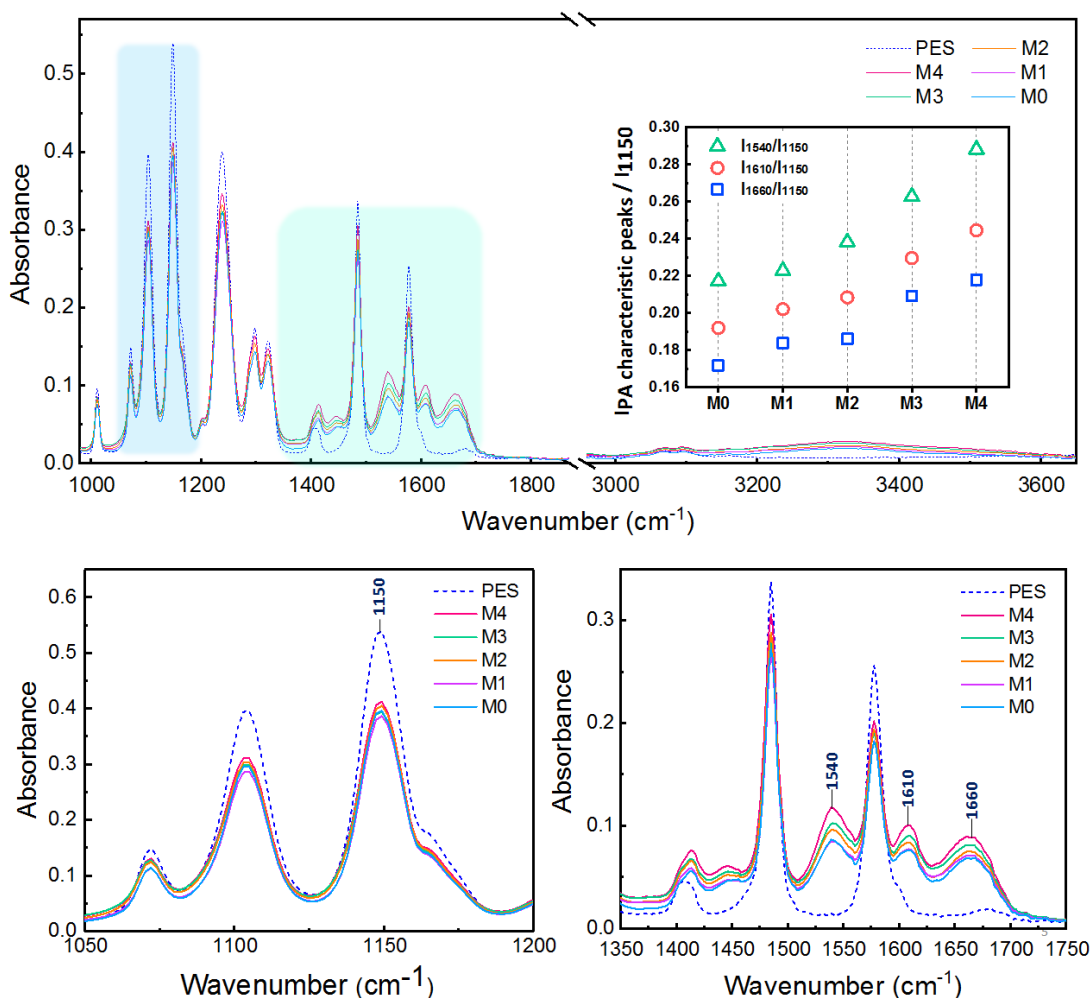 0.5
0.4
0.3
0.2
0.1
0.0
Absorbance
1000 1200 1400 1600 1800 3000 3200 3400 3600
Wavenumber (cm-1)
PES M2
M4 M1
M3 M0
0.30
0.28
0.26
0.24
0.22
0.20
0.18
0.16
IPA characteristic peaks / I1150
I1540/I1150
I1610/I1150
I1660/I1150
M0 M1 M2 M3 M4
0.6
0.5
0.4
0.3
0.2
0.1
0.0
Absorbance
1150
PES
M4
M3
M2
M1
M0
1050 1100 1150 1200
Wavenumber (cm-1)
0.3
0.2
0.1
0.0
Absorbance
1540
1610
1660
PES
M4
M3
M2
M1
M0
5
1350 1400 1450 1500 1550 1600 1650 1700 1750
Wavenumber (cm-1)